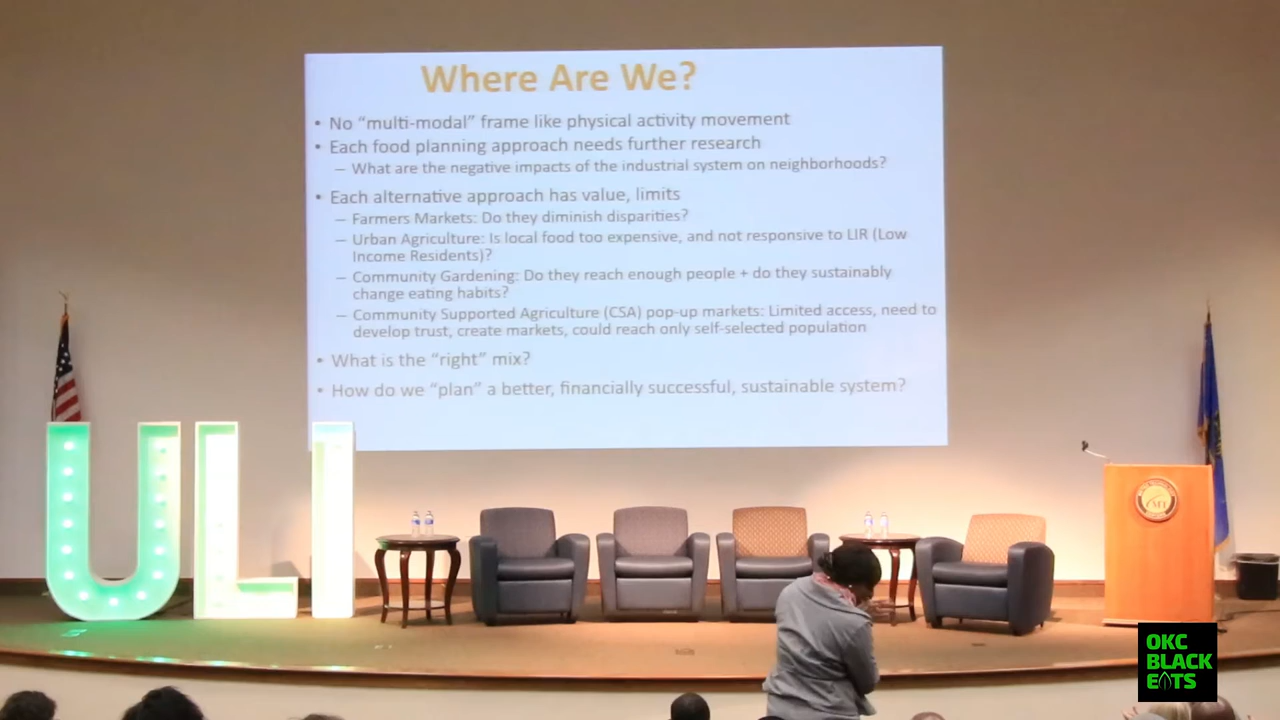 Where Are We?
• No “multi-modal” frame like physical activity movement
• Each food planning approach needs further research
– What are the negative impacts of the industrial system on neighborhoods?
• Each alternative approach has value, limits
– Farmers Markets: Do they diminish disparities?
– Urban Agriculture: Is local food too expensive, and not responsive to LIR (Low
Income Residents)?
– Community Gardening: Do they reach enough people + do they sustainably
change eating habits?
– Community Supported Agriculture (CSA) pop-up markets: Limited access, need to
develop trust, create markets, could reach only self-selected population
• What is the “right” mix?
• How do we “plan” a better, financially successful, sustainable system?
ULI
OKC
BLACK
EATS